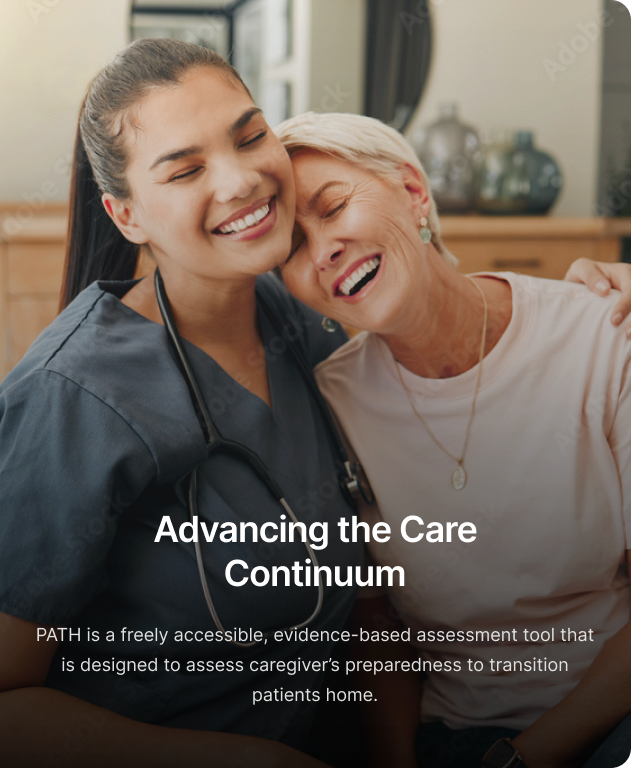 Advancing the Care
Continuum
PATH is a freely accessible, evidence-based assessment tool that
is designed to assess caregiver’s preparedness to transition
patients home.